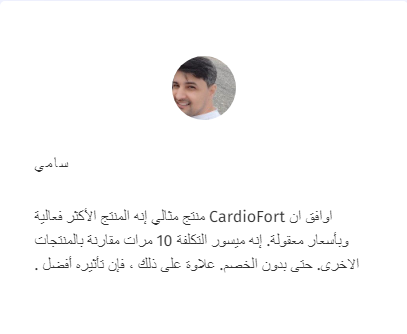 سامي
اوافق ان CardioFort منتج مثالي إنه المنتج الأكثر فعالية
وبأسعار معقولة. إنه ميسور التكلفة 10 مرات مقارنة بالمنتجات
الاخرى. حتى بدون الخصم. علاوة على ذلك ، فإن تأثيره أفضل .